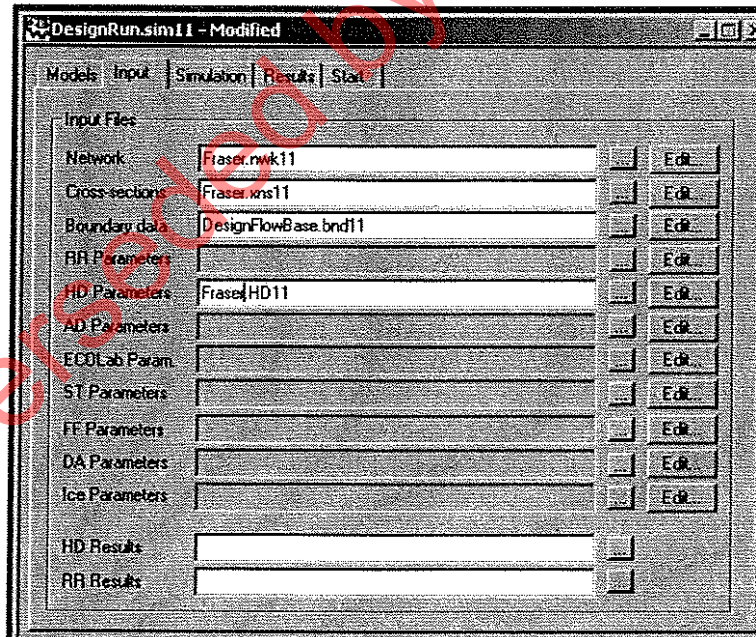 DesignRun.sim11 - Modified
Models Input Simulation Results Start
Input Files
Network Fraser.nwk11 ... Edit...
Cross-sections Fraser.xns11 ... Edit...
Boundary data DesignFlowBase.bnd11 ... Edit...
RR Parameters ... Edit...
HD Parameters Fraser.HD11 ... Edit...
AD Parameters ... Edit...
ECOLab Param. ... Edit...
ST Parameters ... Edit...
FF Parameters ... Edit...
DA Parameters ... Edit...
Ice Parameters ... Edit...
HD Results ...
RR Results ...
erseded by